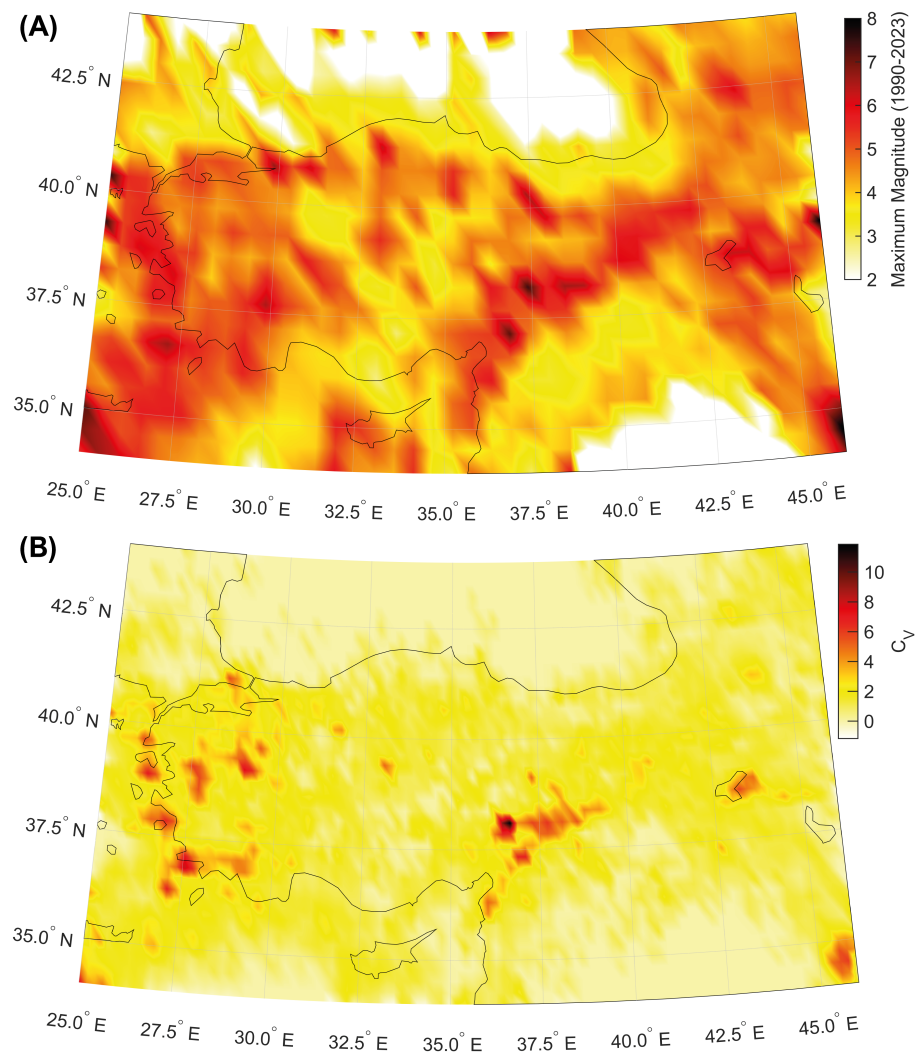 (A)
42.5° N
40.0° N
37.5° N
35.0° N
25.0° E
27.5° E
30.0° E
32.5° E
35.0° E
37.5° E
40.0° E
42.5° E
45.0° E
8
7
6
5
4
3
2
Maximum Magnitude (1990-2023)
(B)
42.5° N
40.0° N
37.5° N
35.0° N
25.0° E
27.5° E
30.0° E
32.5° E
35.0° E
37.5° E
40.0° E
42.5° E
45.0° E
10
8
6
4
2
0
C_V